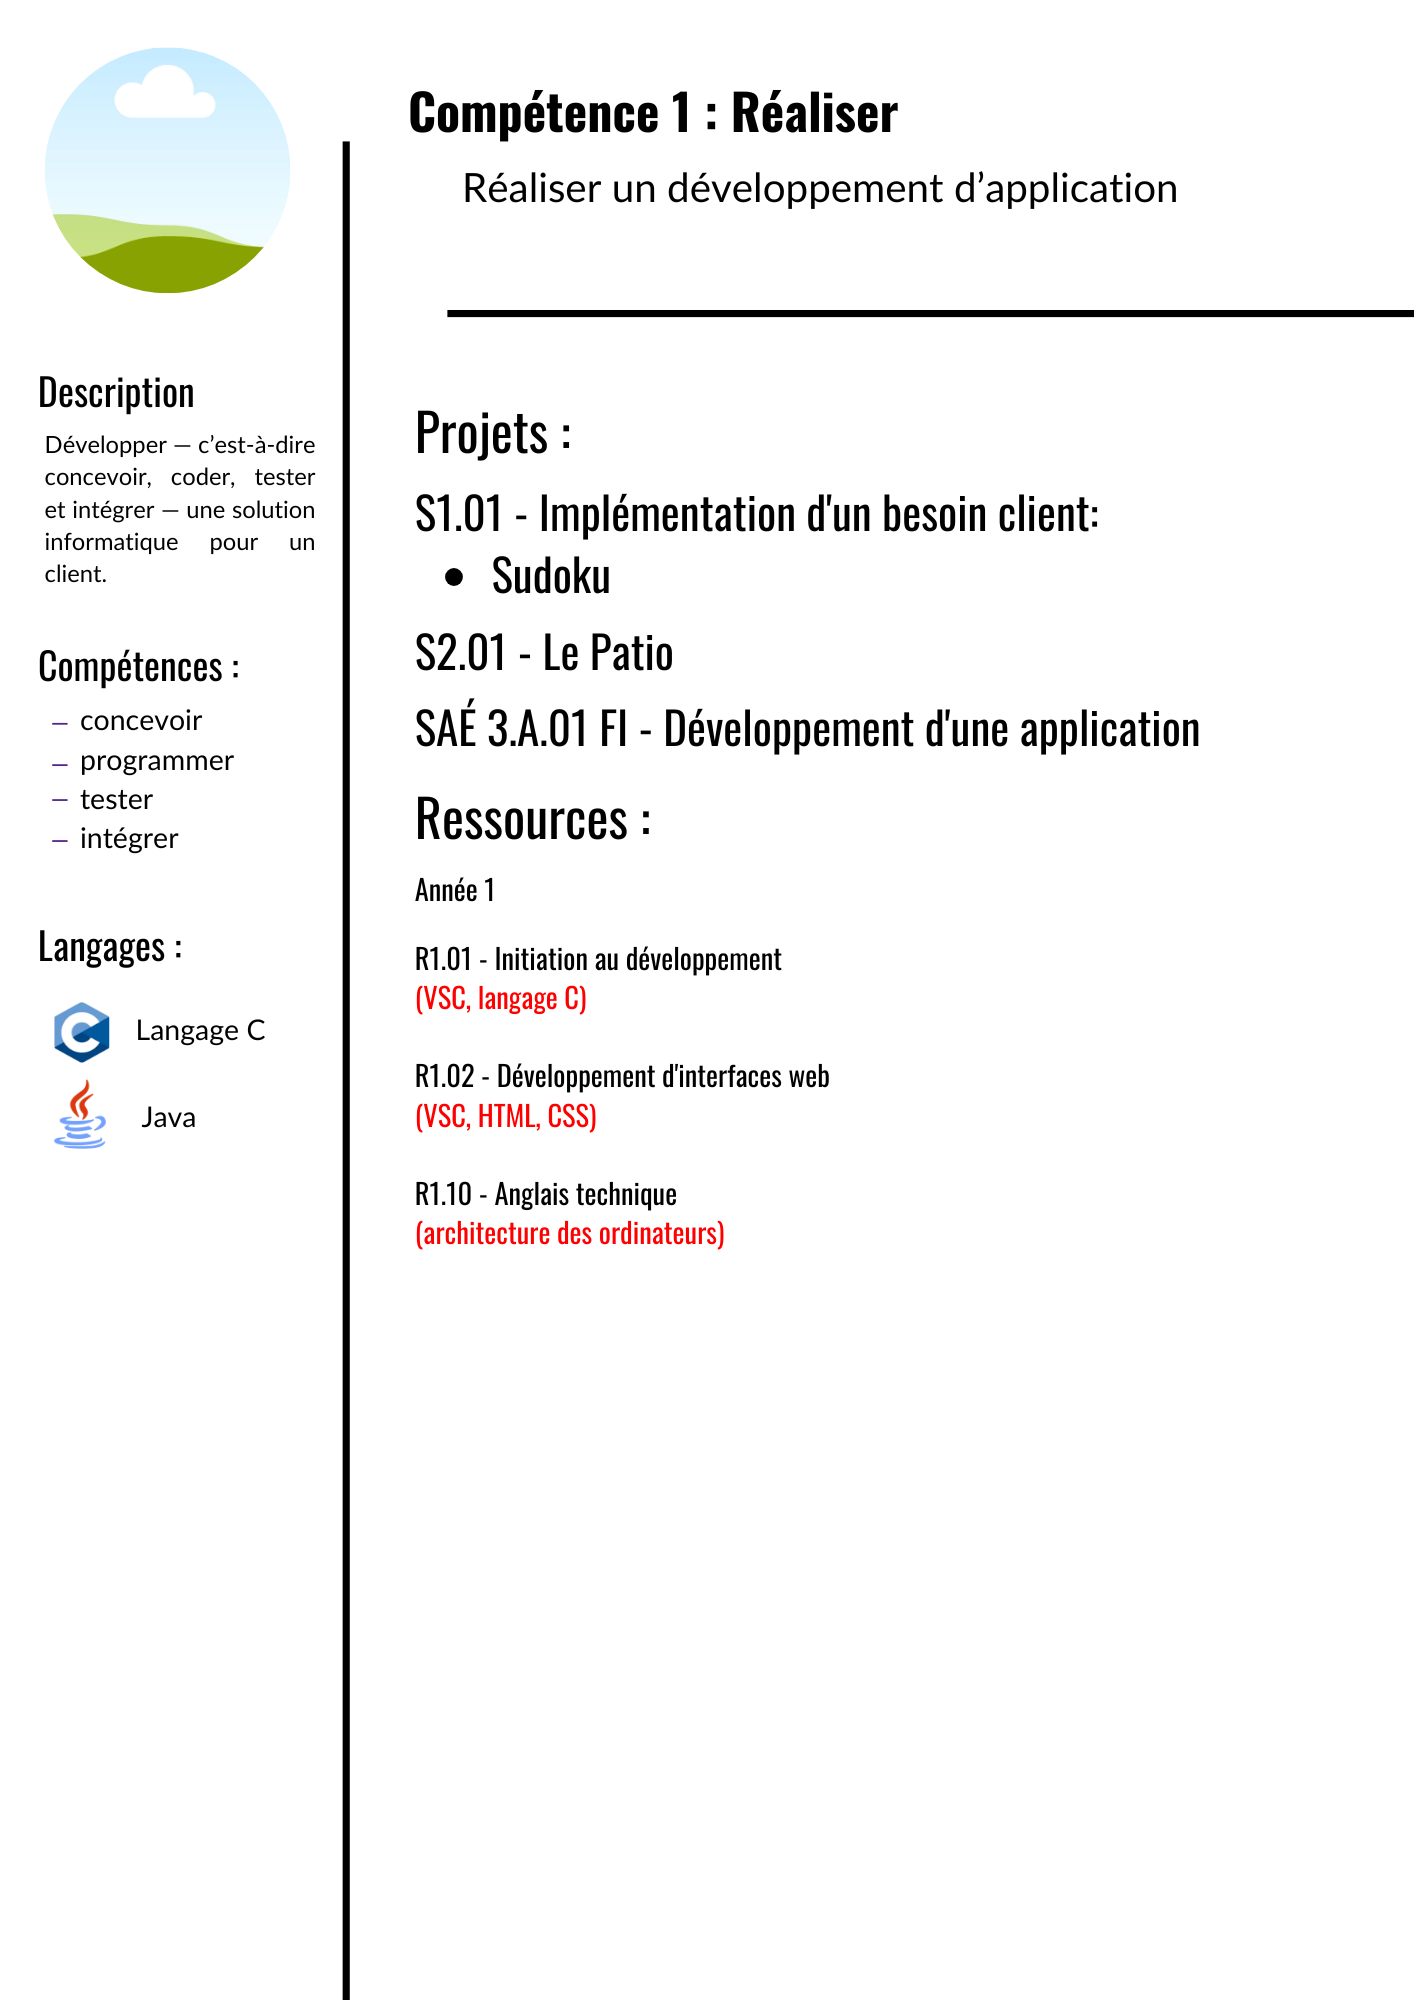 Compétence 1 : Réaliser
Réaliser un développement d’application
Description
Développer — c’est-à-dire
concevoir, coder, tester
et intégrer — une solution
informatique pour un
client.
Compétences :
– concevoir
– programmer
– tester
– intégrer
Langages :
C Langage C
Java
Projets :
S1.01 - Implémentation d'un besoin client:
• Sudoku
S2.01 - Le Patio
SAÉ 3.A.01 FI - Développement d'une application
Ressources :
Année 1
R1.01 - Initiation au développement
(VSC, langage C)
R1.02 - Développement d'interfaces web
(VSC, HTML, CSS)
R1.10 - Anglais technique
(architecture des ordinateurs)